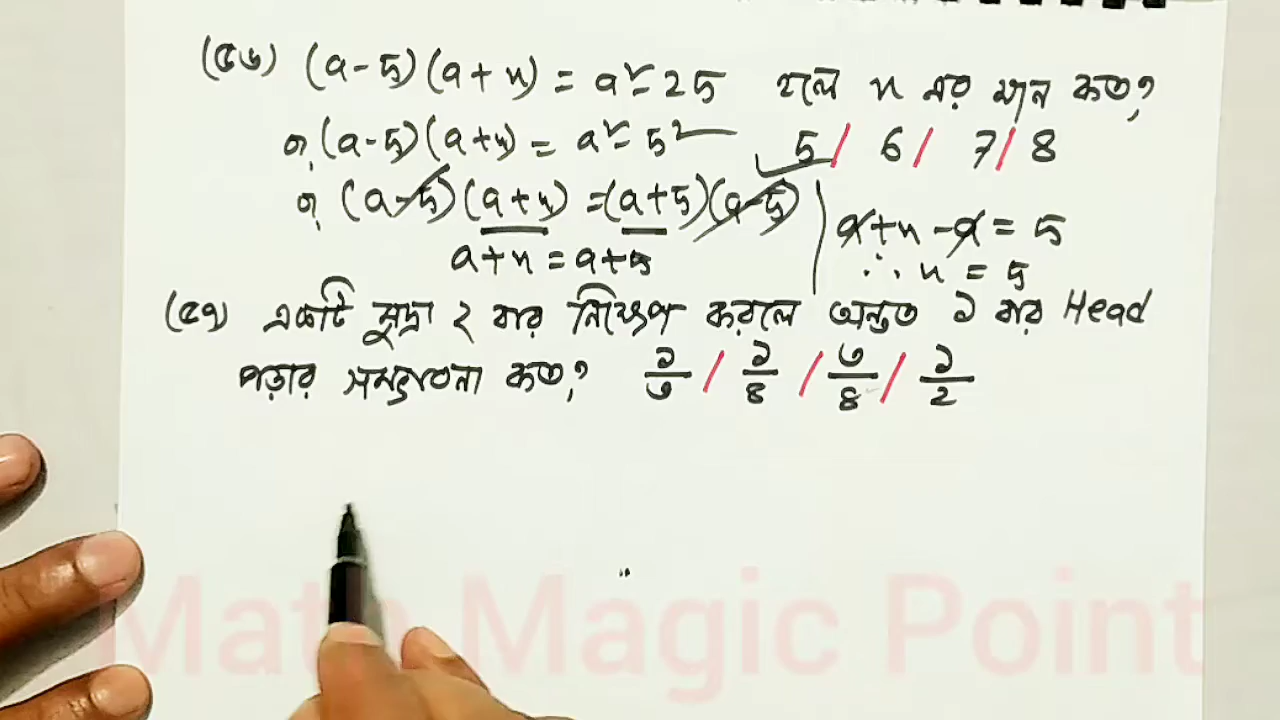 (৫৬) (a-5)(a+x) = a²-25 হলে x এর মান কত?
বা, (a-5)(a+x) = a²-5²
5 / 6 / 7 / 8
বা, (a-5)(a+x) = (a+5)(a-5)
a+x = a+5
a+x-a = 5
∴ x = 5
(৫৭) একটি মুদ্রা ২ বার নিক্ষেপ করলে অন্তত ১ বার Head
পড়ার সম্ভাবনা কত? ১/৩ / ১/৪ / ৩/৪ / ১/২
Math Magic Point